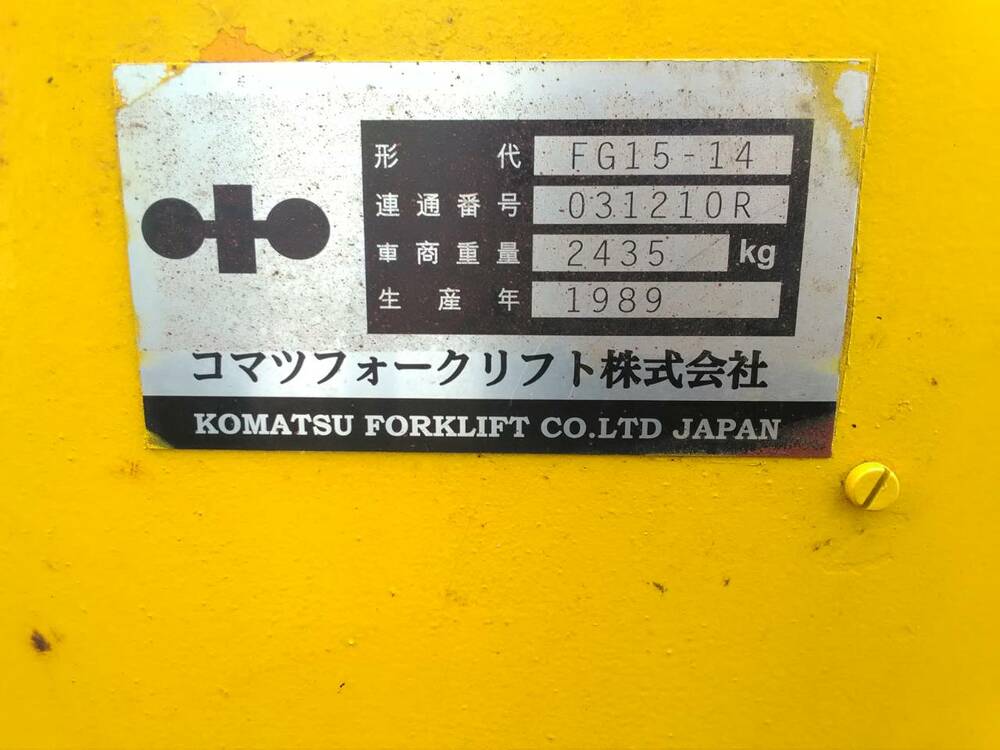 形代 FG15-14
連通番号 031210R
車商重量 2435 kg
生産年 1989
コマツフォークリフト株式会社
KOMATSU FORKLIFT CO.LTD JAPAN